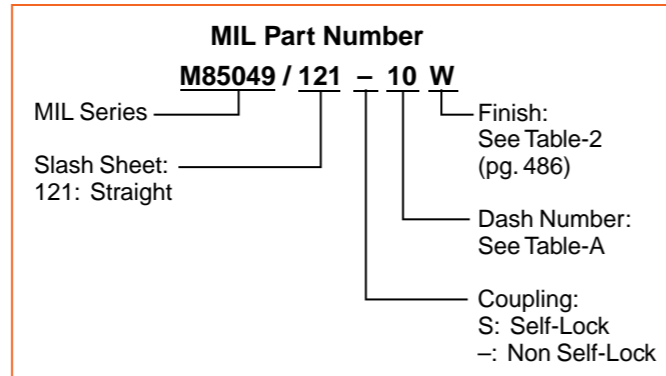 MIL Part Number
M85049 / 121 – 10 W
MIL Series
Slash Sheet:
121: Straight
Finish:
See Table-2
(pg. 486)
Dash Number:
See Table-A
Coupling:
S: Self-Lock
–: Non Self-Lock